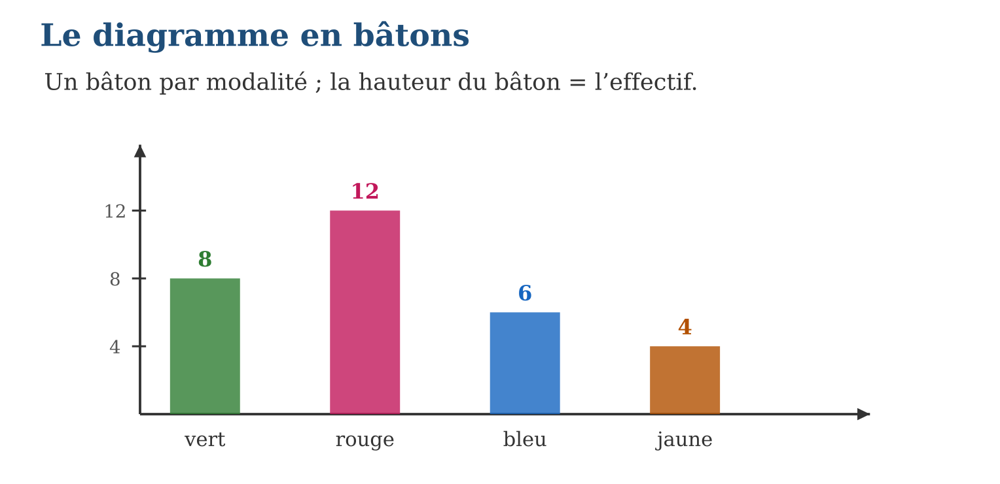 Le diagramme en bâtons
Un bâton par modalité ; la hauteur du bâton = l’effectif.
12
12
8
8
6
4
4
vert rouge bleu jaune